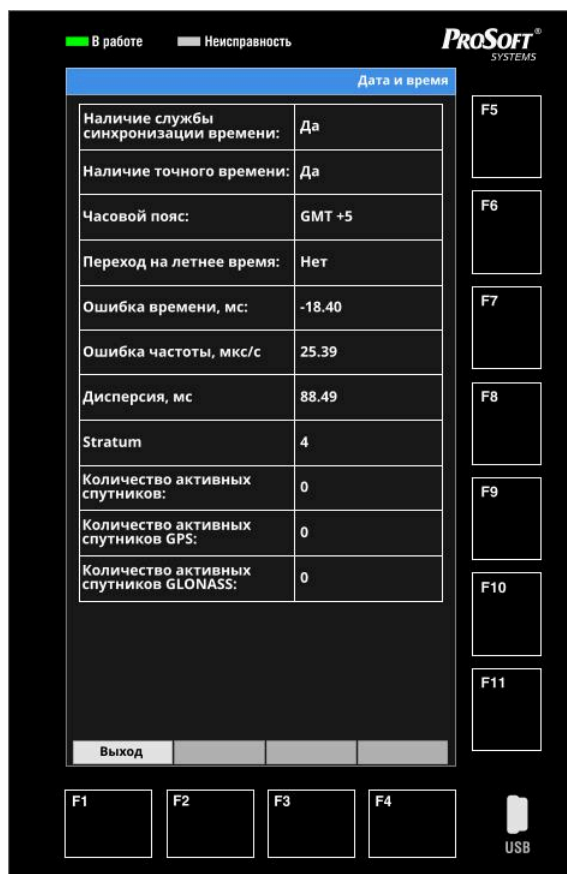 В работе
Неисправность
PROSOFT®
SYSTEMS
Дата и время
Наличие службы
синхронизации времени:
Да
Наличие точного времени:
Да
Часовой пояс:
GMT +5
Переход на летнее время:
Нет
Ошибка времени, мс:
-18.40
Ошибка частоты, мкс/с
25.39
Дисперсия, мс
88.49
Stratum
4
Количество активных
спутников:
0
Количество активных
спутников GPS:
0
Количество активных
спутников GLONASS:
0
Выход
F5
F6
F7
F8
F9
F10
F11
F1
F2
F3
F4
USB